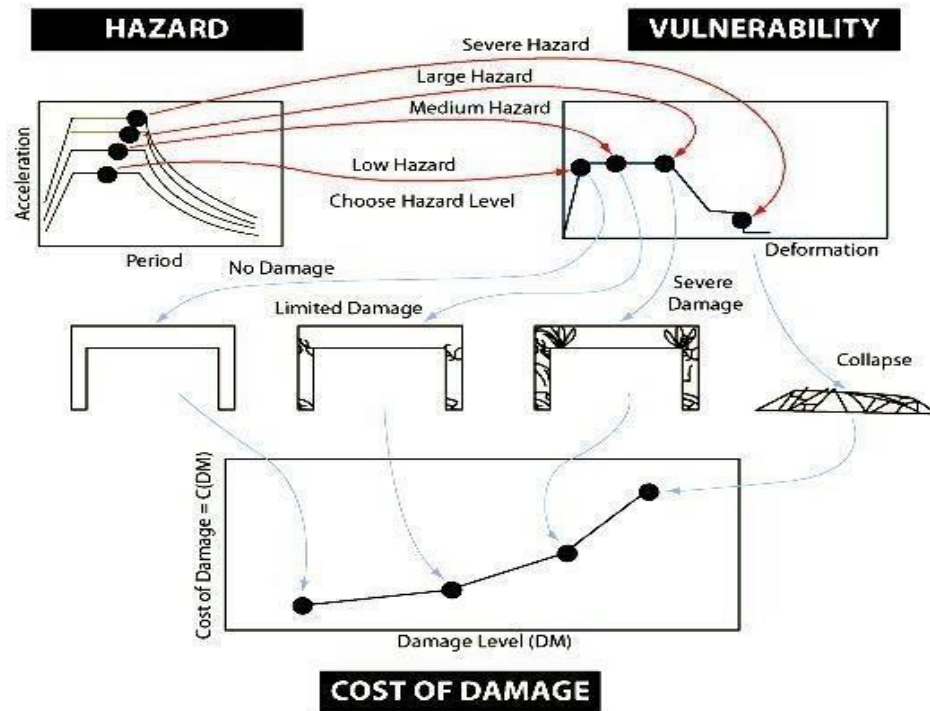 HAZARD
VULNERABILITY
Severe Hazard
Large Hazard
Medium Hazard
Low Hazard
Choose Hazard Level
Acceleration
Period
Deformation
No Damage
Limited Damage
Severe
Damage
Collapse
Cost of Damage = C(DM)
Damage Level (DM)
COST OF DAMAGE